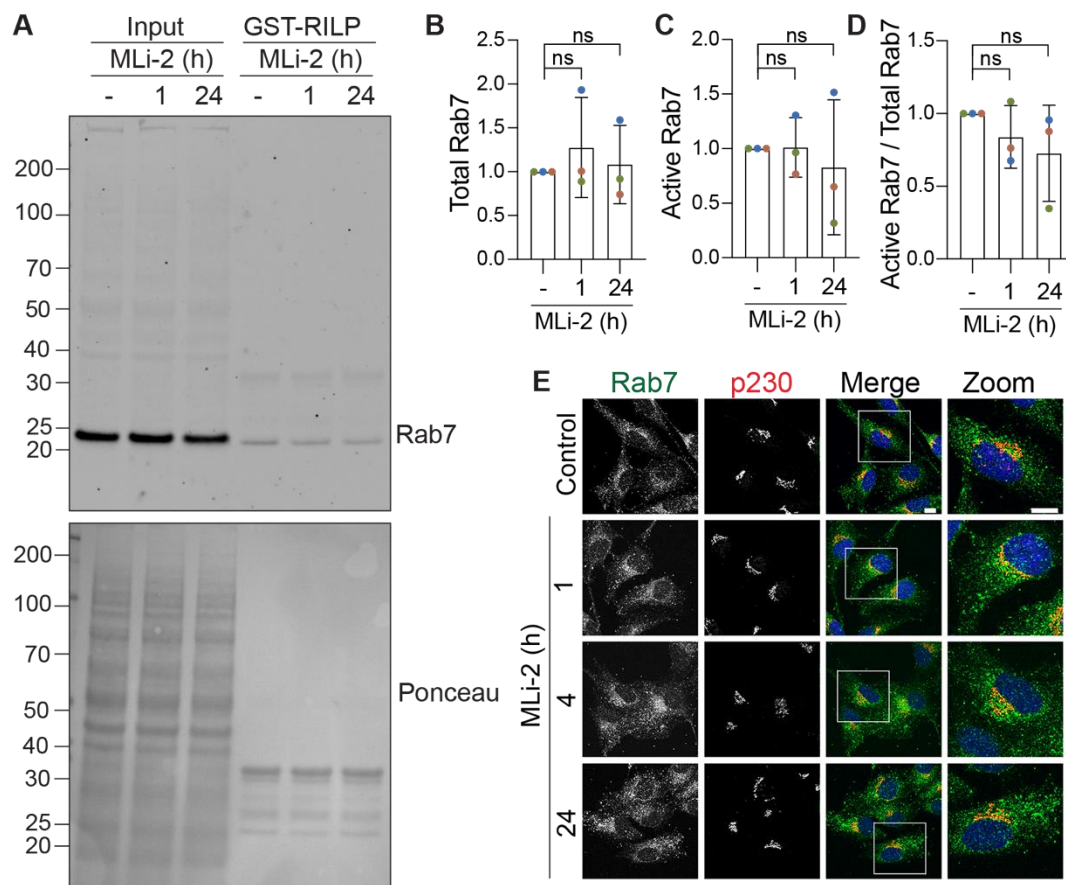 A
Input GST-RILP
MLi-2 (h) MLi-2 (h)
- 1 24 - 1 24
200
100
70
50
40
30
25
20
Rab7
200
100
70
50
40
30
25
20
Ponceau
B
Total Rab7
2.5
2.0
1.5
1.0
0.5
0.0
ns
ns
- 1 24
MLi-2 (h)
C
Active Rab7
2.0
1.5
1.0
0.5
0.0
ns
ns
- 1 24
MLi-2 (h)
D
Active Rab7 / Total Rab7
1.5
1.0
0.5
0.0
ns
ns
- 1 24
MLi-2 (h)
E
Rab7 p230 Merge Zoom
Control
MLi-2 (h)
1
4
24